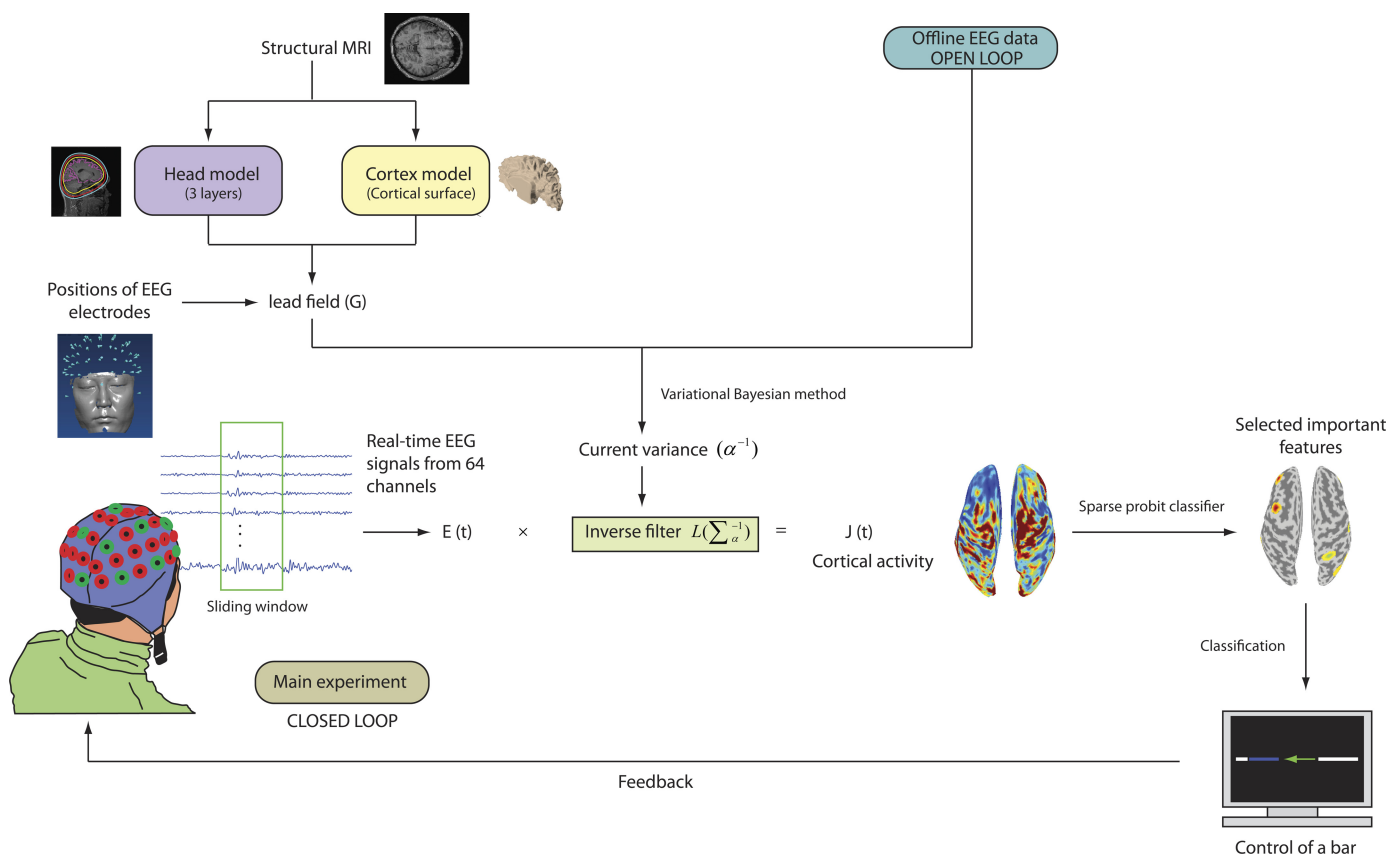 Structural MRI
Offline EEG data
OPEN LOOP
Head model
(3 layers)
Cortex model
(Cortical surface)
Positions of EEG
electrodes
lead field (G)
Variational Bayesian method
Current variance (α⁻¹)
Real-time EEG
signals from 64
channels
Sliding window
E (t)
×
Inverse filter L(∑α⁻¹)
=
J (t)
Cortical activity
Sparse probit classifier
Selected important
features
Classification
Main experiment
CLOSED LOOP
Feedback
Control of a bar